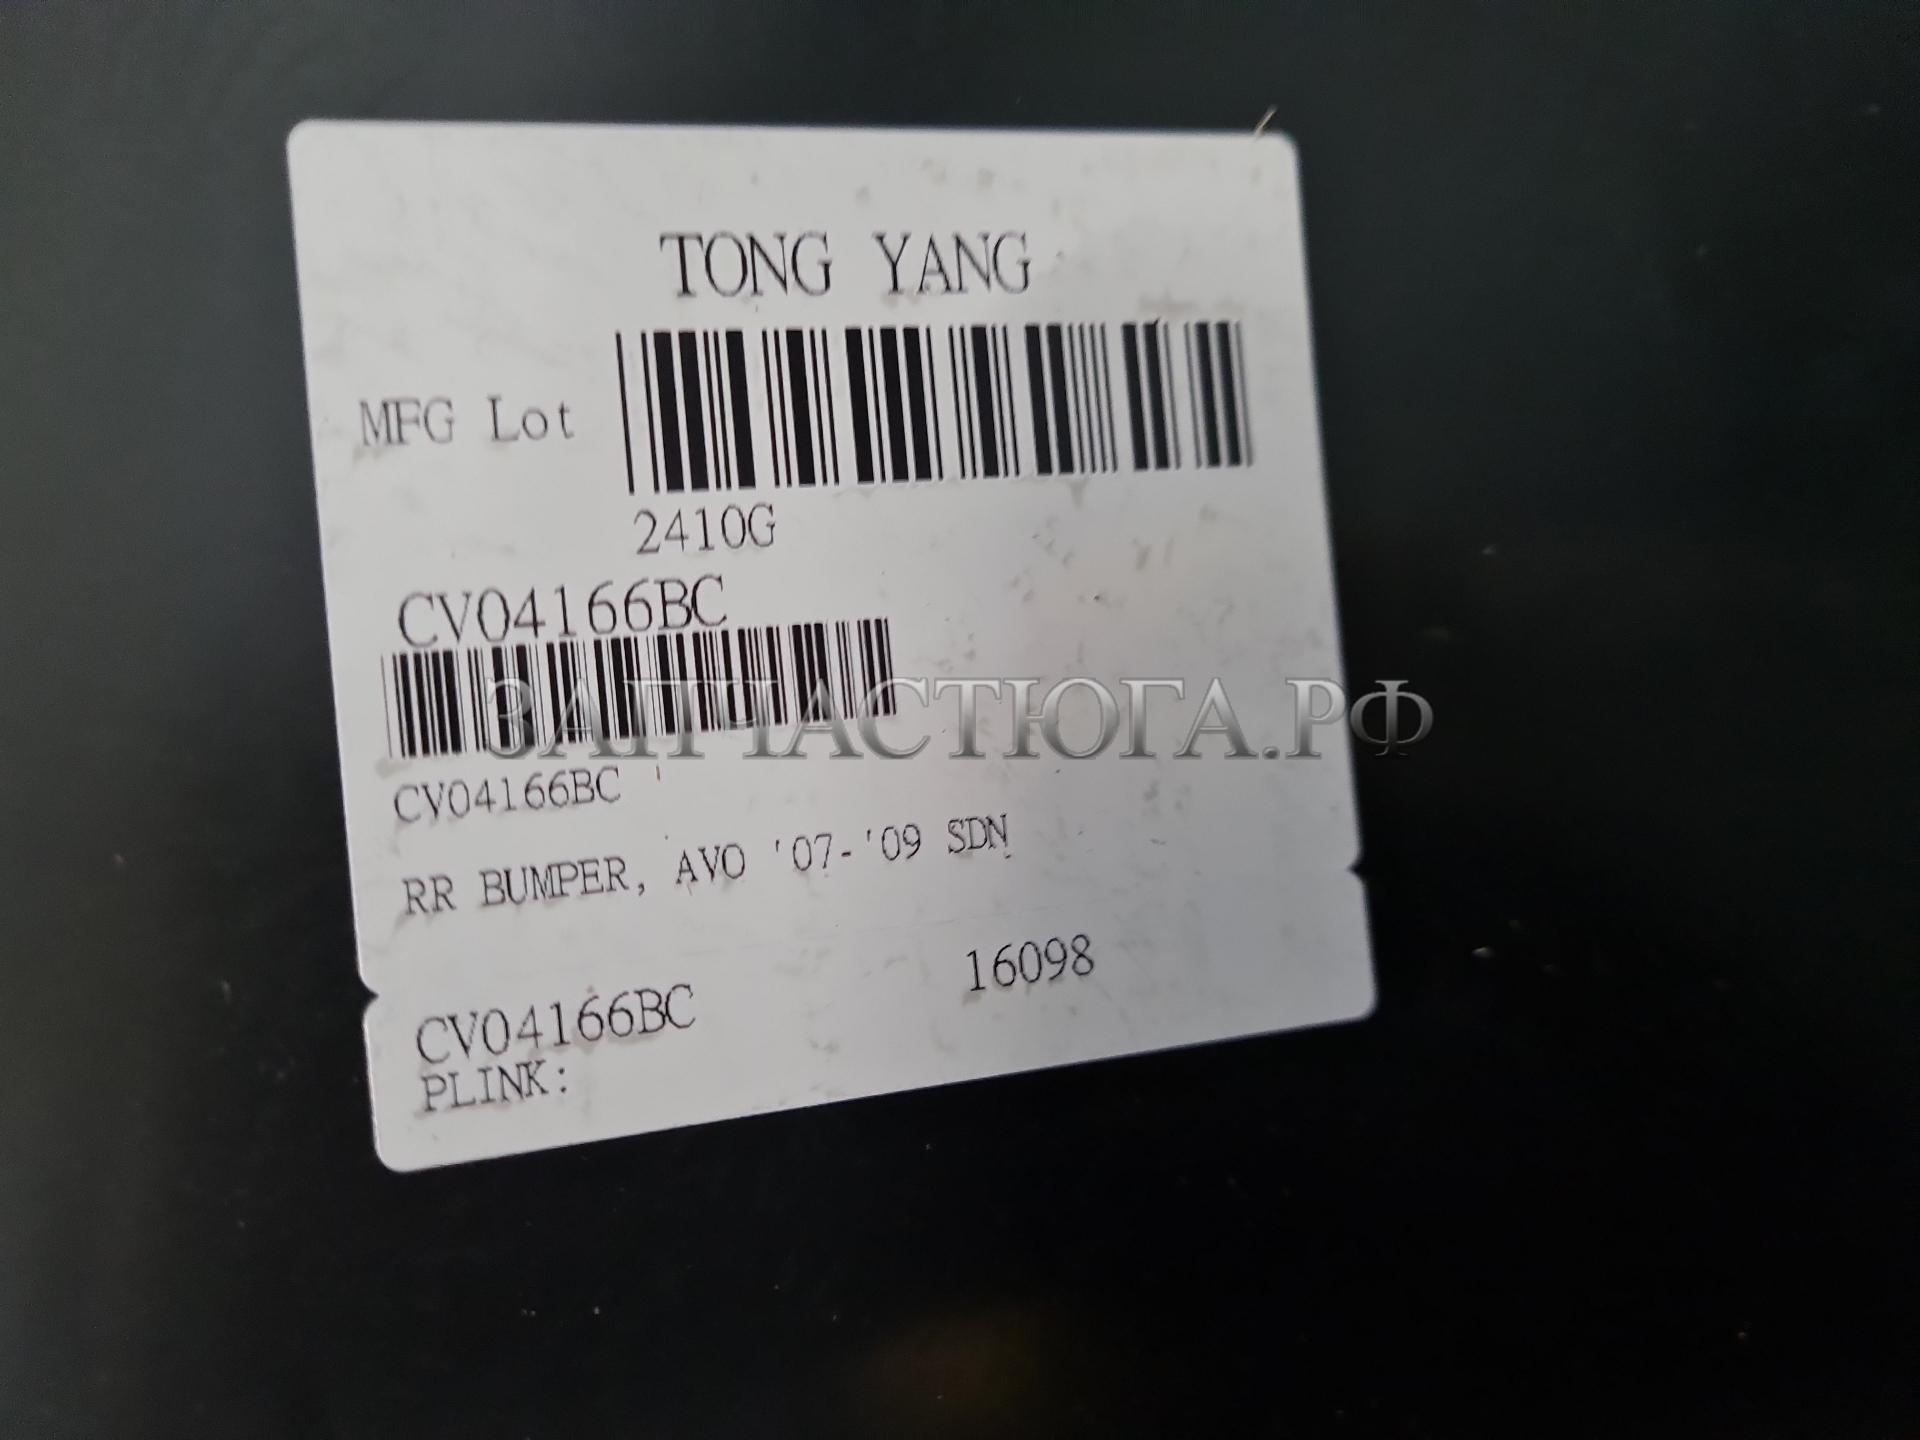 TONG YANG
MFG Lot
2410G
CV04166BC
ЗАПЧАСТЮГА.РФ
CV04166BC
RR BUMPER, AVO '07-'09 SDN
CV04166BC 16098
PLINK: